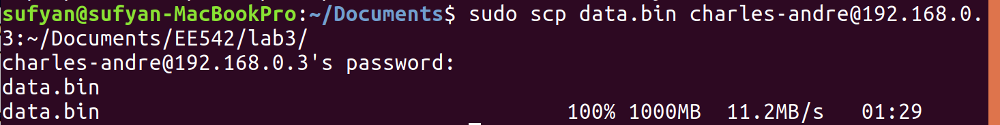 sufyan@sufyan-MacBookPro:~/Documents$ sudo scp data.bin charles-andre@192.168.0.
3:~/Documents/EE542/lab3/
charles-andre@192.168.0.3's password:
data.bin
data.bin 100% 1000MB 11.2MB/s 01:29